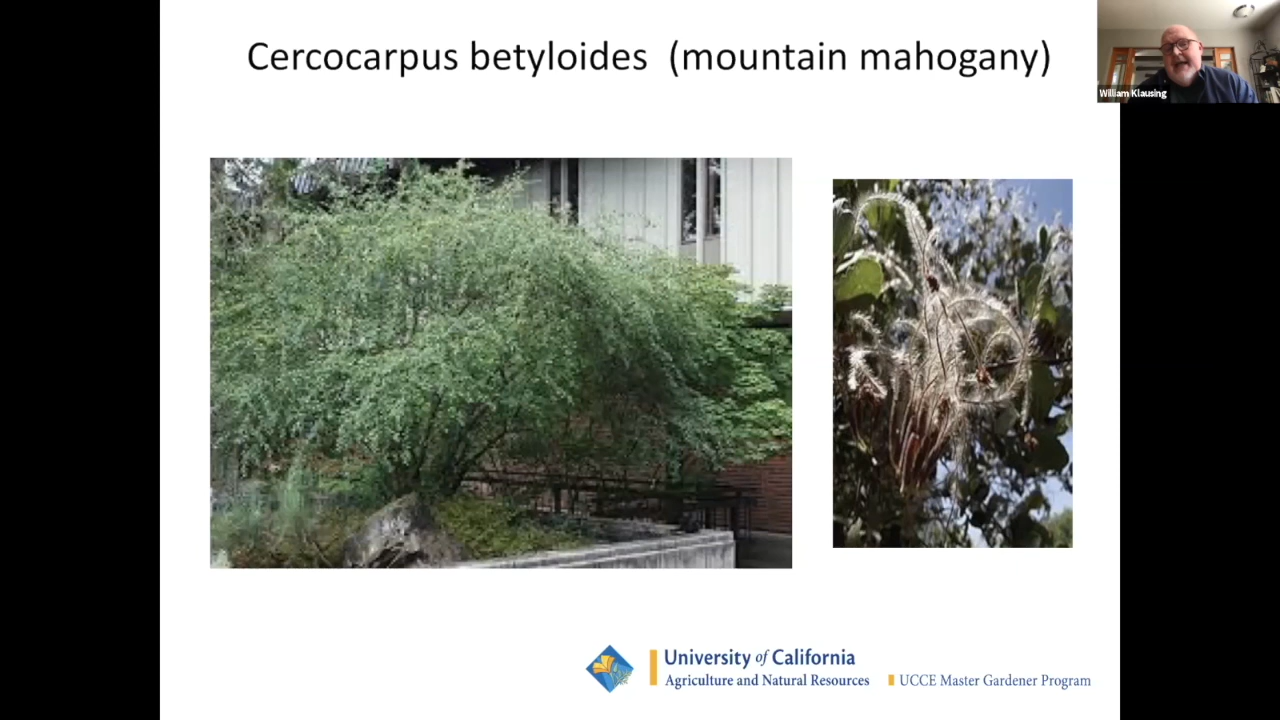 Cercocarpus betyloides (mountain mahogany)
William Klausing
University of California
Agriculture and Natural Resources
UCCE Master Gardener Program